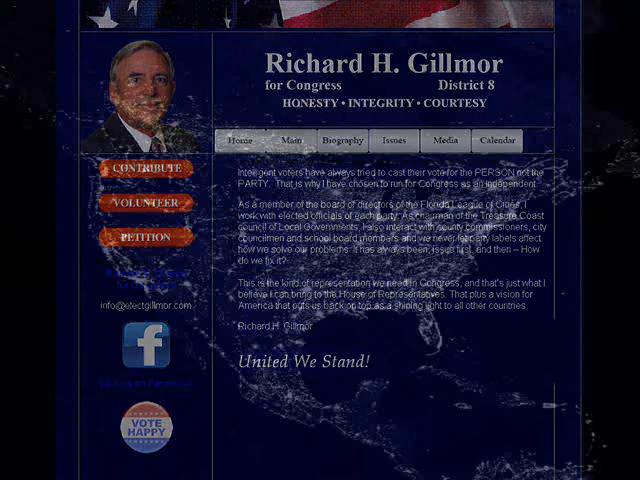 Richard H. Gillmor
for Congress District 8
HONESTY • INTEGRITY • COURTESY
Home Main Biography Issues Media Calendar
CONTRIBUTE
VOLUNTEER
PETITION
info@electgillmor.com
VOTE
HAPPY
Intelligent voters have always tried to cast their vote for the PERSON not the
PARTY. That is why I have chosen to run for Congress as an Independent.
As a member of the board of directors of the Florida League of Cities, I
work with elected officials of each party. As chairman of the Treasure Coast
council of Local Governments, I also interact with county commissioners, city
councilmen and school board members and we never let party labels affect
how we solve our problems. It has always been, issue first, and then – How
do we fix it?
This is the kind of representation we need in Congress, and that's just what I
believe I can bring to the House of Representatives. That plus a vision for
America that puts us back on top as a shining light to all other countries.
Richard H. Gillmor
United We Stand!